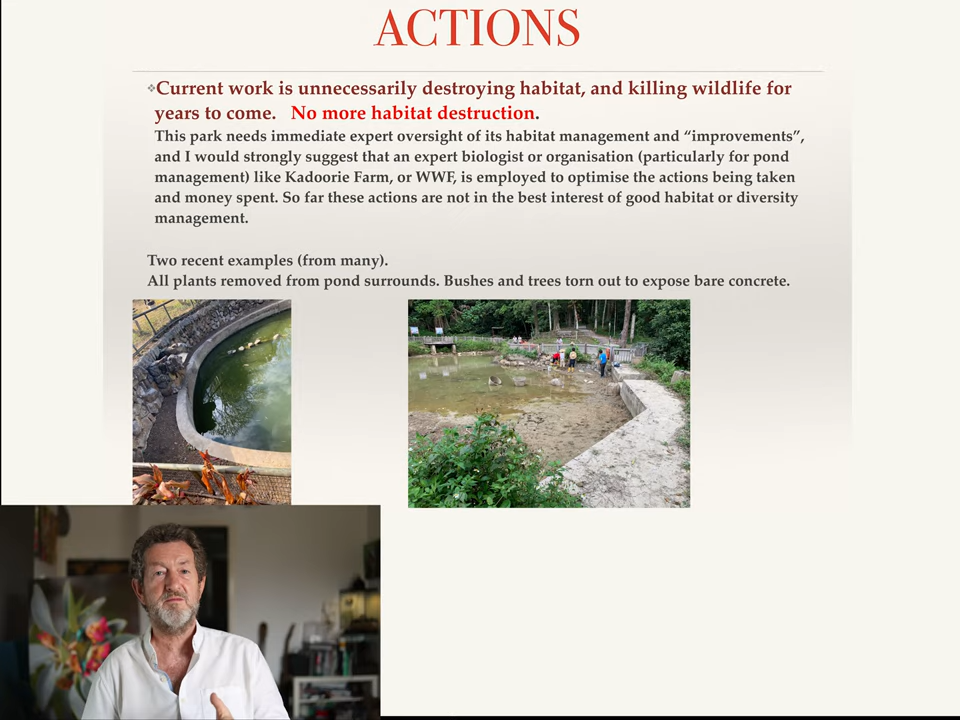 ACTIONS
❖Current work is unnecessarily destroying habitat, and killing wildlife for
years to come. No more habitat destruction.
This park needs immediate expert oversight of its habitat management and “improvements”,
and I would strongly suggest that an expert biologist or organisation (particularly for pond
management) like Kadoorie Farm, or WWF, is employed to optimise the actions being taken
and money spent. So far these actions are not in the best interest of good habitat or diversity
management.
Two recent examples (from many).
All plants removed from pond surrounds. Bushes and trees torn out to expose bare concrete.